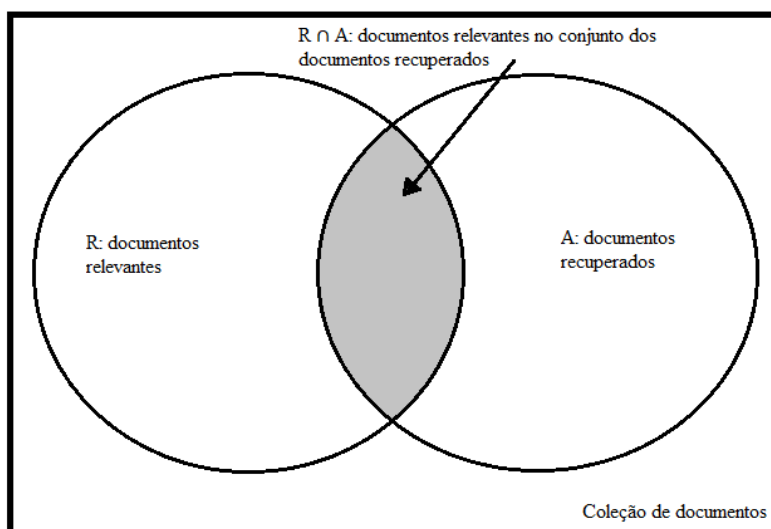 R ∩ A: documentos relevantes no conjunto dos
documentos recuperados
R: documentos
relevantes
A: documentos
recuperados
Coleção de documentos